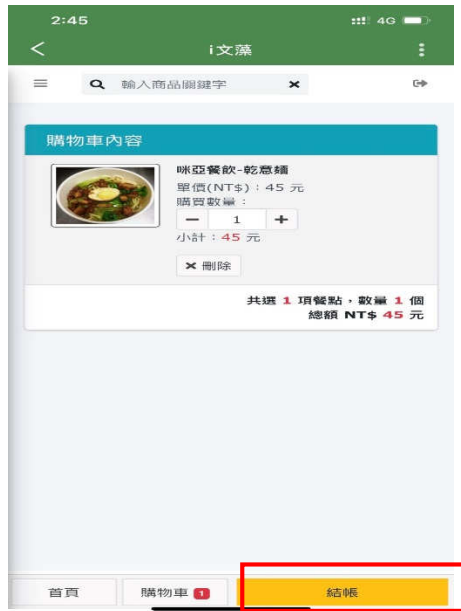 2:45
4G
i文藻
輸入商品關鍵字
購物車內容
咪亞餐飲-乾意麵
單價(NT$)：45 元
購買數量：
1
小計：45 元
刪除
共選 1 項餐點，數量 1 個
總額 NT$ 45 元
首頁
購物車 1
結帳